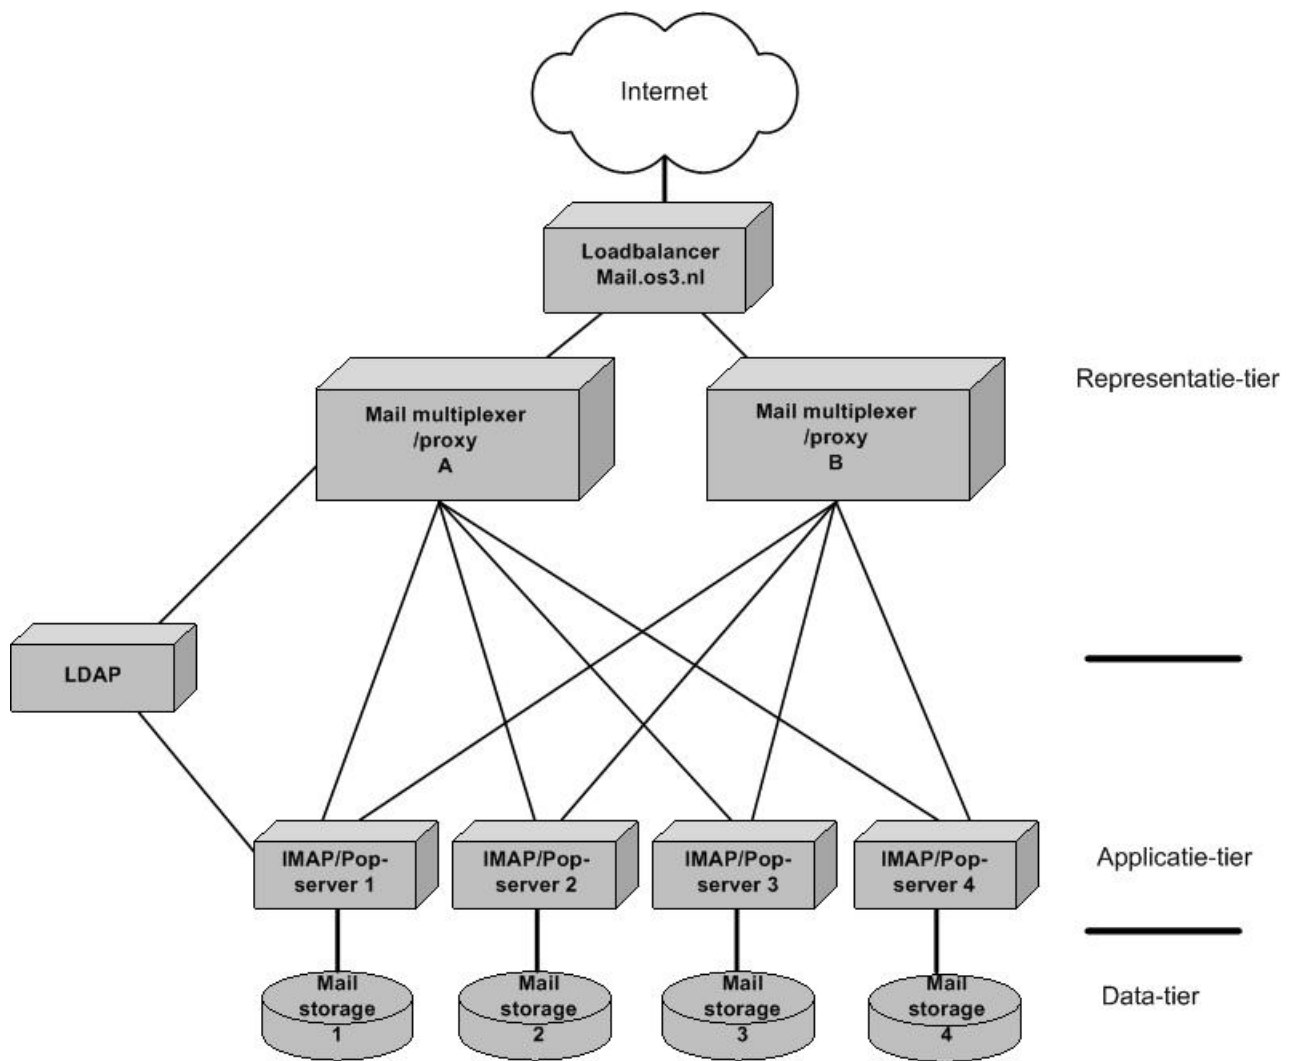 Internet
Loadbalancer
Mail.os3.nl
Representatie-tier
Mail multiplexer
/proxy
A
Mail multiplexer
/proxy
B
LDAP
IMAP/Pop-
server 1
IMAP/Pop-
server 2
IMAP/Pop-
server 3
IMAP/Pop-
server 4
Applicatie-tier
Mail
storage
1
Mail
storage
2
Mail
storage
3
Mail
storage
4
Data-tier